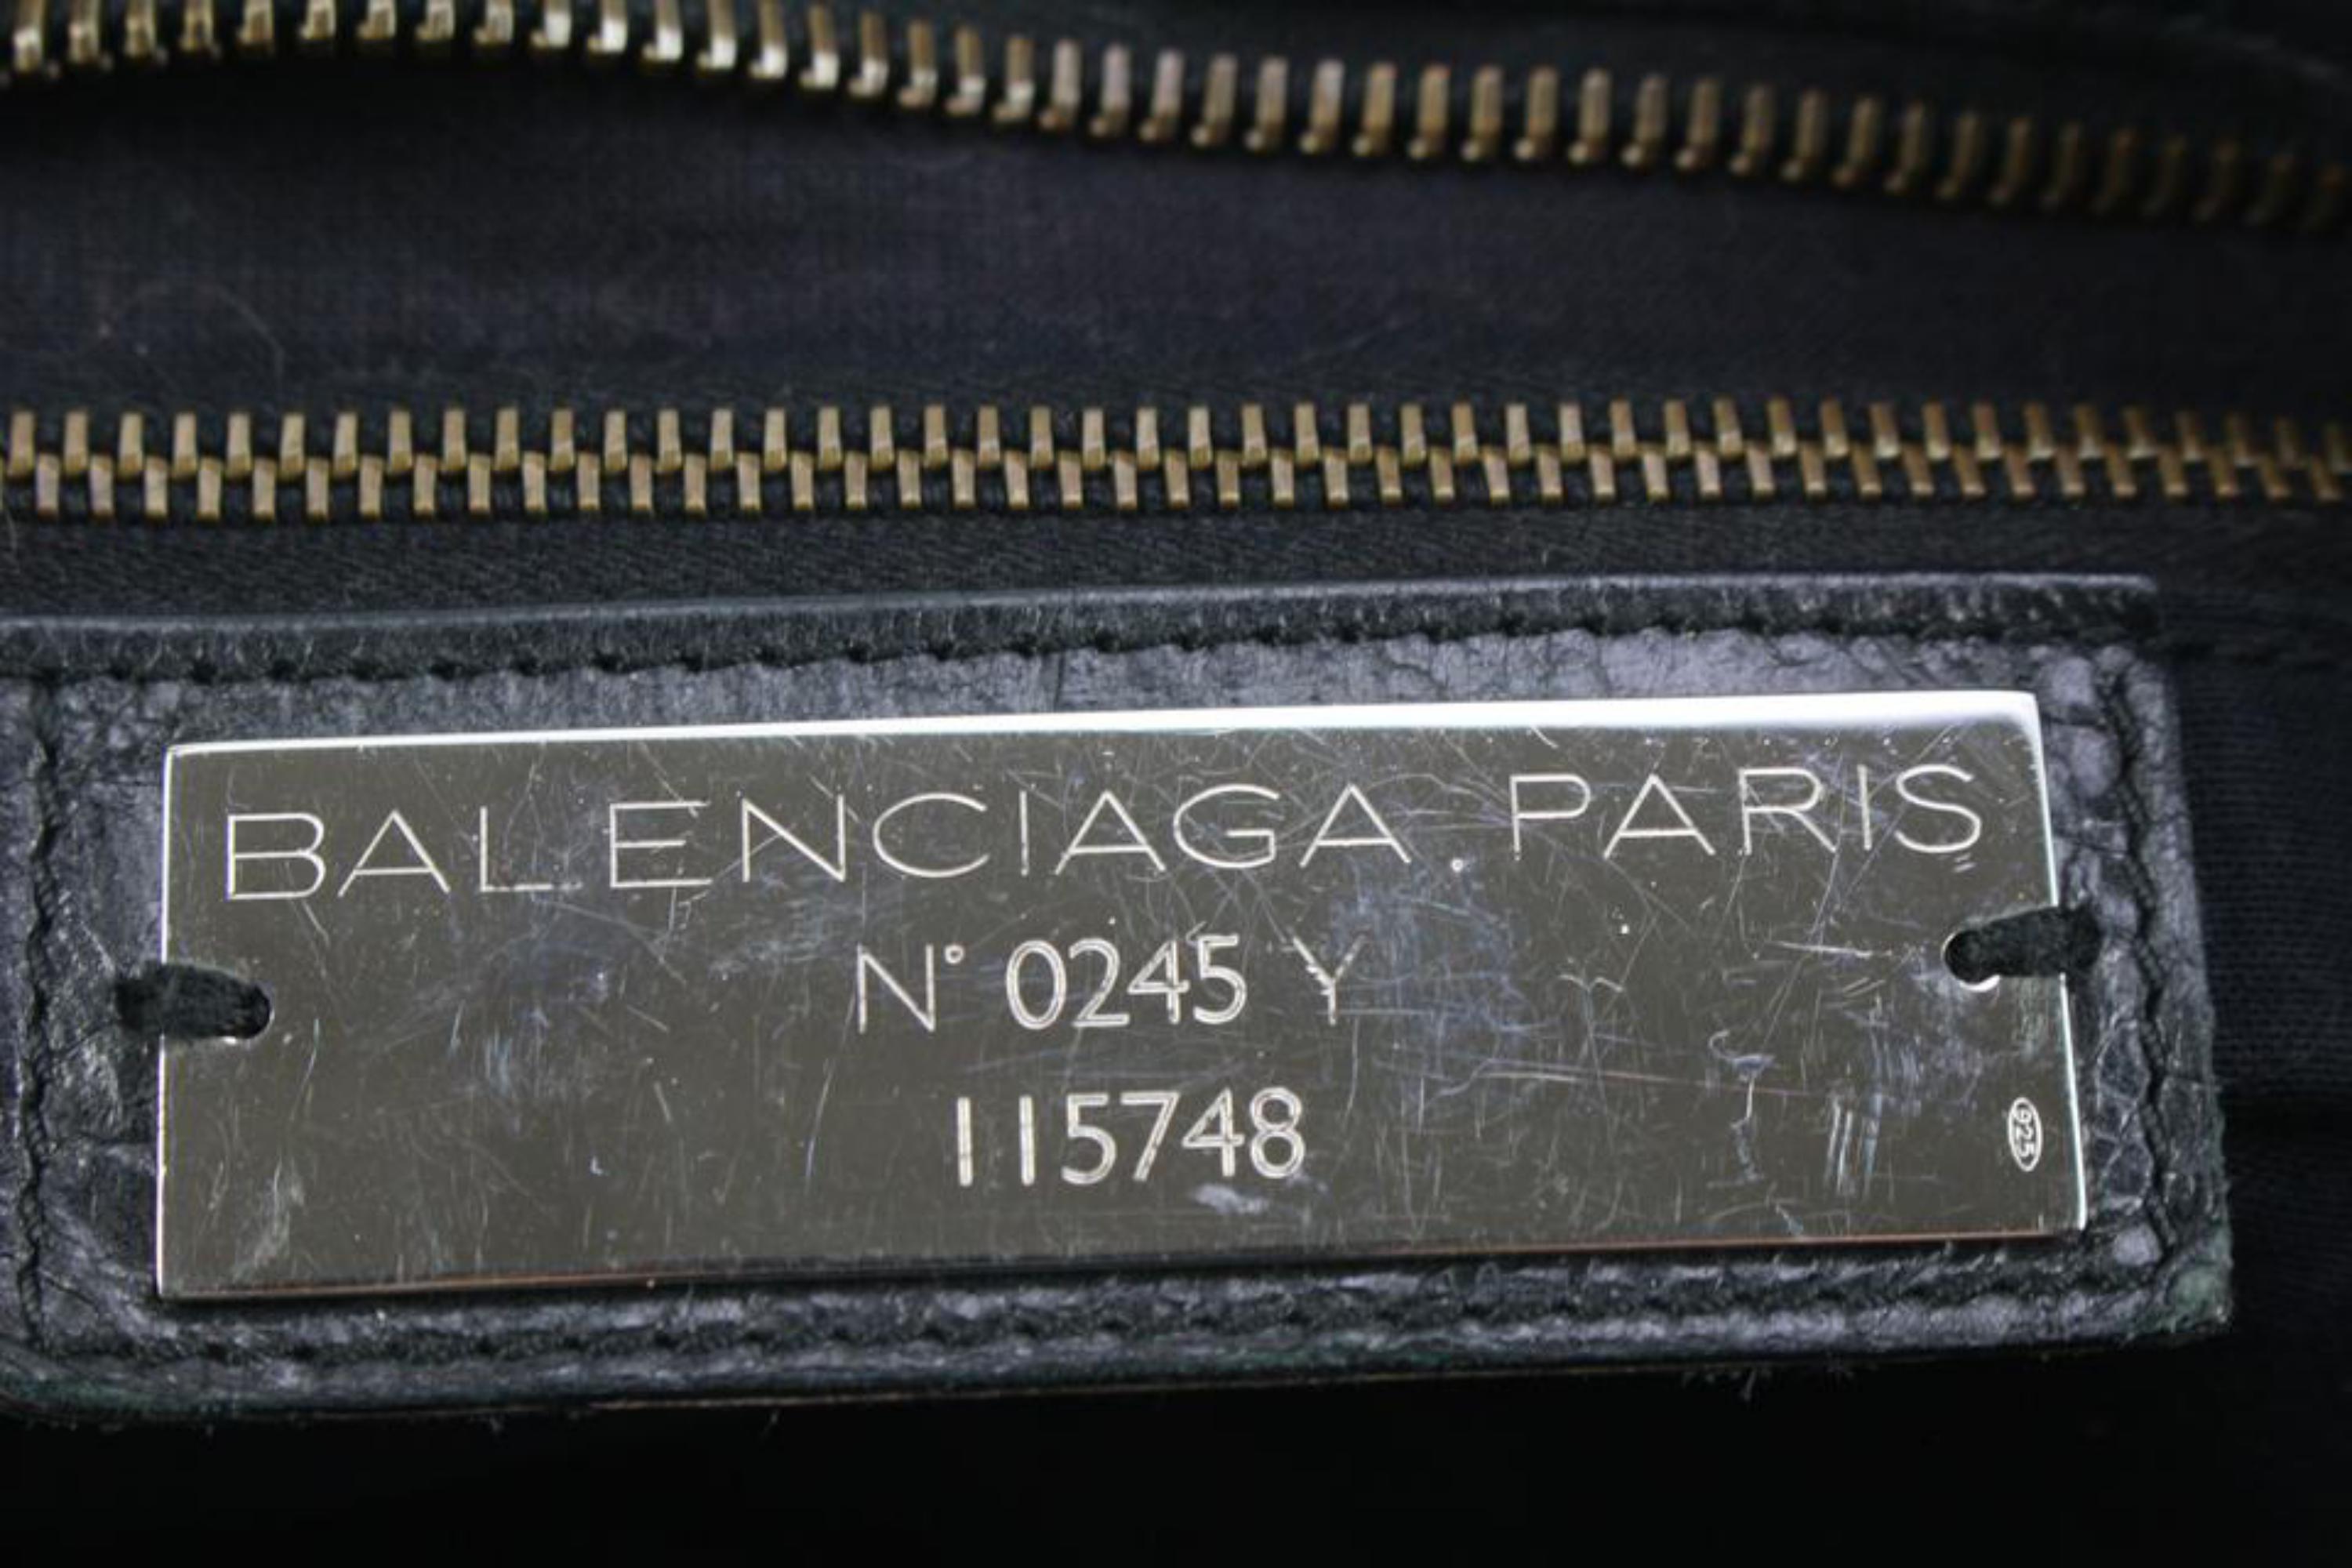 BALENCIAGA. PARIS
N° 0245 Y
115748
925